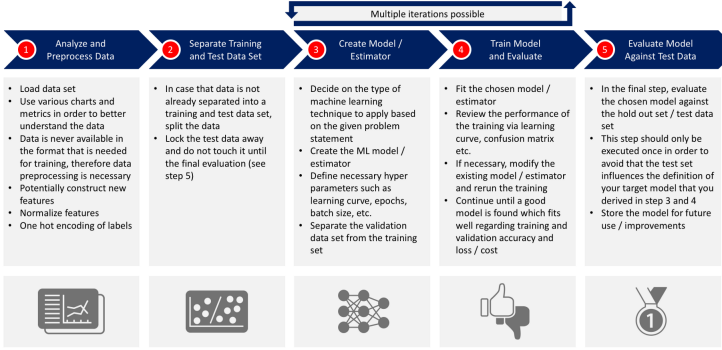 Multiple iterations possible
1
Analyze and
Preprocess Data
2
Separate Training
and Test Data Set
3
Create Model /
Estimator
4
Train Model
and Evaluate
5
Evaluate Model
Against Test Data
• Load data set
• Use various charts and
metrics in order to better
understand the data
• Data is never available in
the format that is needed
for training, therefore data
preprocessing is necessary
• Potentially construct new
features
• Normalize features
• One hot encoding of labels
• In case that data is not
already separated into a
training and test data set,
split the data
• Lock the test data away
and do not touch it until
the final evaluation (see
step 5)
• Decide on the type of
machine learning
technique to apply based
on the given problem
statement
• Create the ML model /
estimator
• Define necessary hyper
parameters such as
learning curve, epochs,
batch size, etc.
• Separate the validation
data set from the training
set
• Fit the chosen model /
estimator
• Review the performance of
the training via learning
curve, confusion matrix
etc.
• If necessary, modify the
existing model / estimator
and rerun the training
• Continue until a good
model is found which fits
well regarding training and
validation accuracy and
loss / cost
• In the final step, evaluate
the chosen model against
the hold out set / test data
set
• This step should only be
executed once in order to
avoid that the test set
influences the definition of
your target model that you
derived in step 3 and 4
• Store the model for future
use / improvements
1